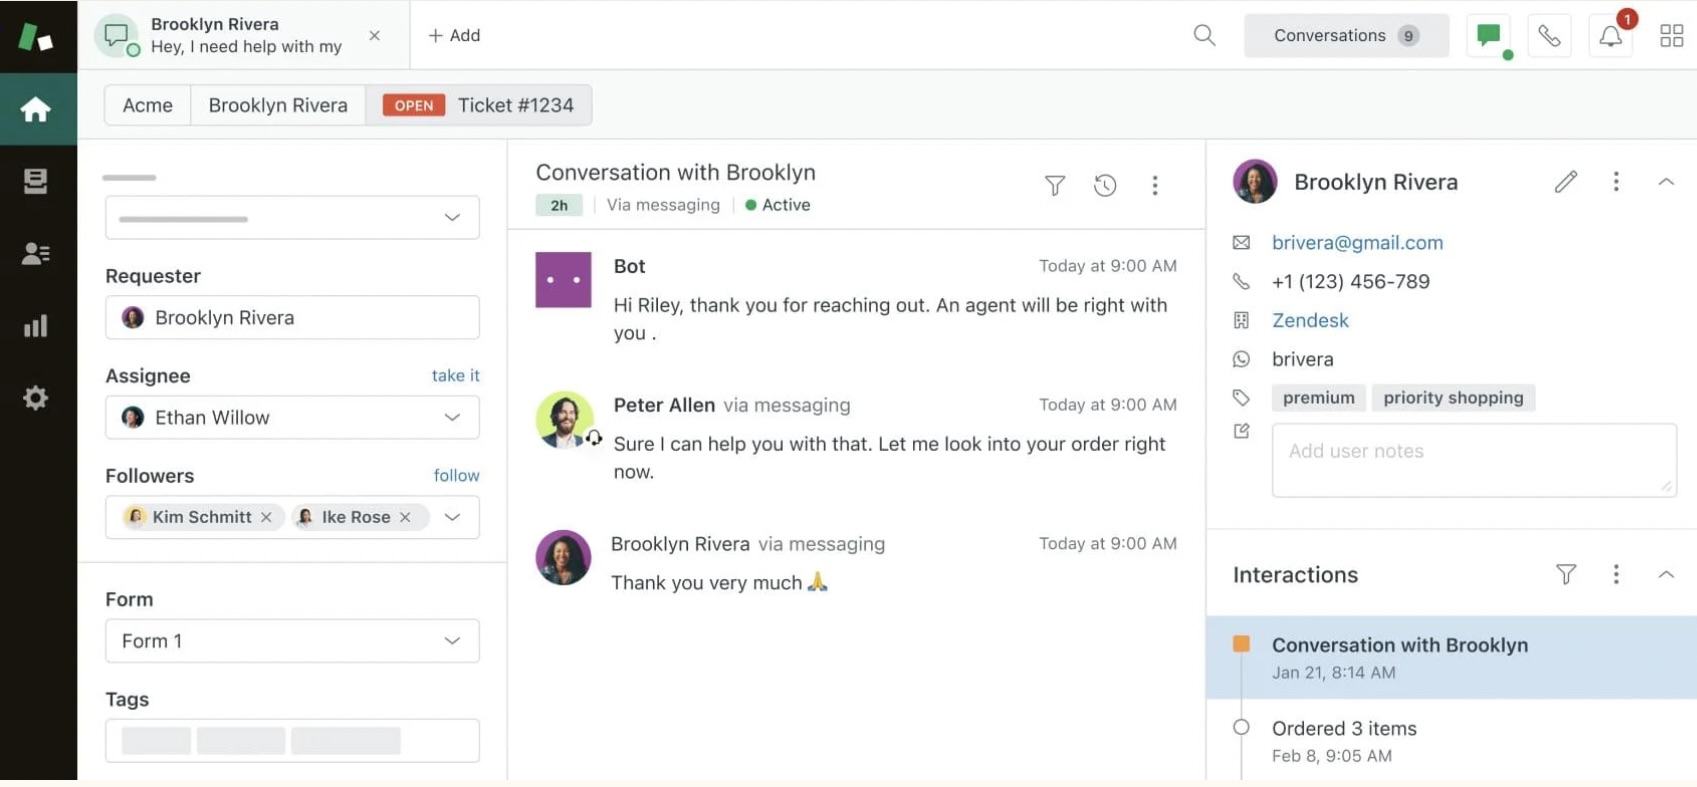 Brooklyn Rivera
Hey, I need help with my
+ Add
Conversations 9
1
Acme
Brooklyn Rivera
OPEN Ticket #1234
Requester
Brooklyn Rivera
Assignee take it
Ethan Willow
Followers follow
Kim Schmitt Ike Rose
Form
Form 1
Tags
Conversation with Brooklyn
2h Via messaging Active
Bot Today at 9:00 AM
Hi Riley, thank you for reaching out. An agent will be right with
you .
Peter Allen via messaging Today at 9:00 AM
Sure I can help you with that. Let me look into your order right
now.
Brooklyn Rivera via messaging Today at 9:00 AM
Thank you very much 🙏
Brooklyn Rivera
brivera@gmail.com
+1 (123) 456-789
Zendesk
brivera
premium priority shopping
Add user notes
Interactions
Conversation with Brooklyn
Jan 21, 8:14 AM
Ordered 3 items
Feb 8, 9:05 AM